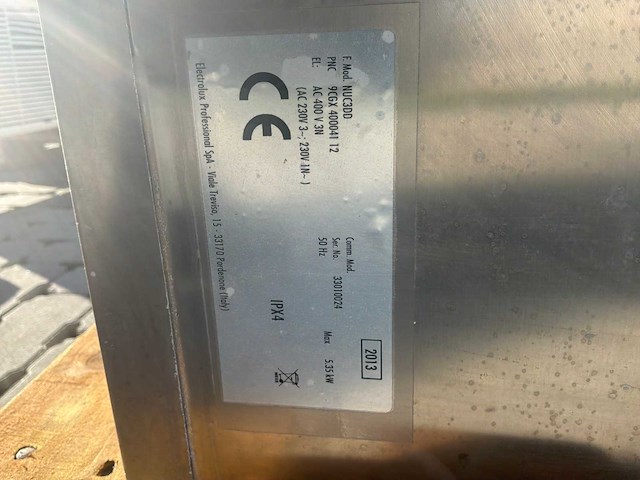 F. Mod. NUC3DD Comm. Mod. 2013
PNC 9CGX 400041 12 Ser. No. 33010024
EL: AC 400 V 3N 50 Hz Max 5.35 kW
(AC 230V 3~; 230V 1N~)
CE IPX4
Electrolux Professional SpA - Viale Treviso, 15 - 33170 Pordenone (Italy)